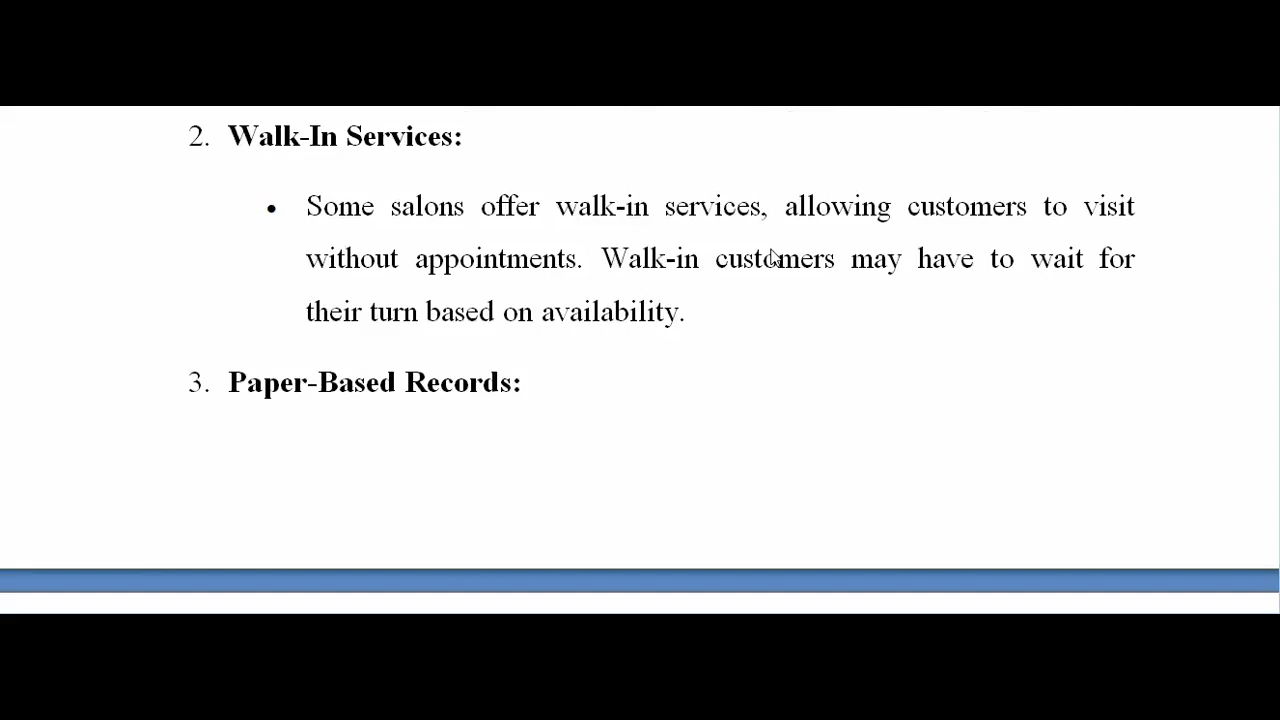 2. Walk-In Services:
• Some salons offer walk-in services, allowing customers to visit
without appointments. Walk-in customers may have to wait for
their turn based on availability.
3. Paper-Based Records: